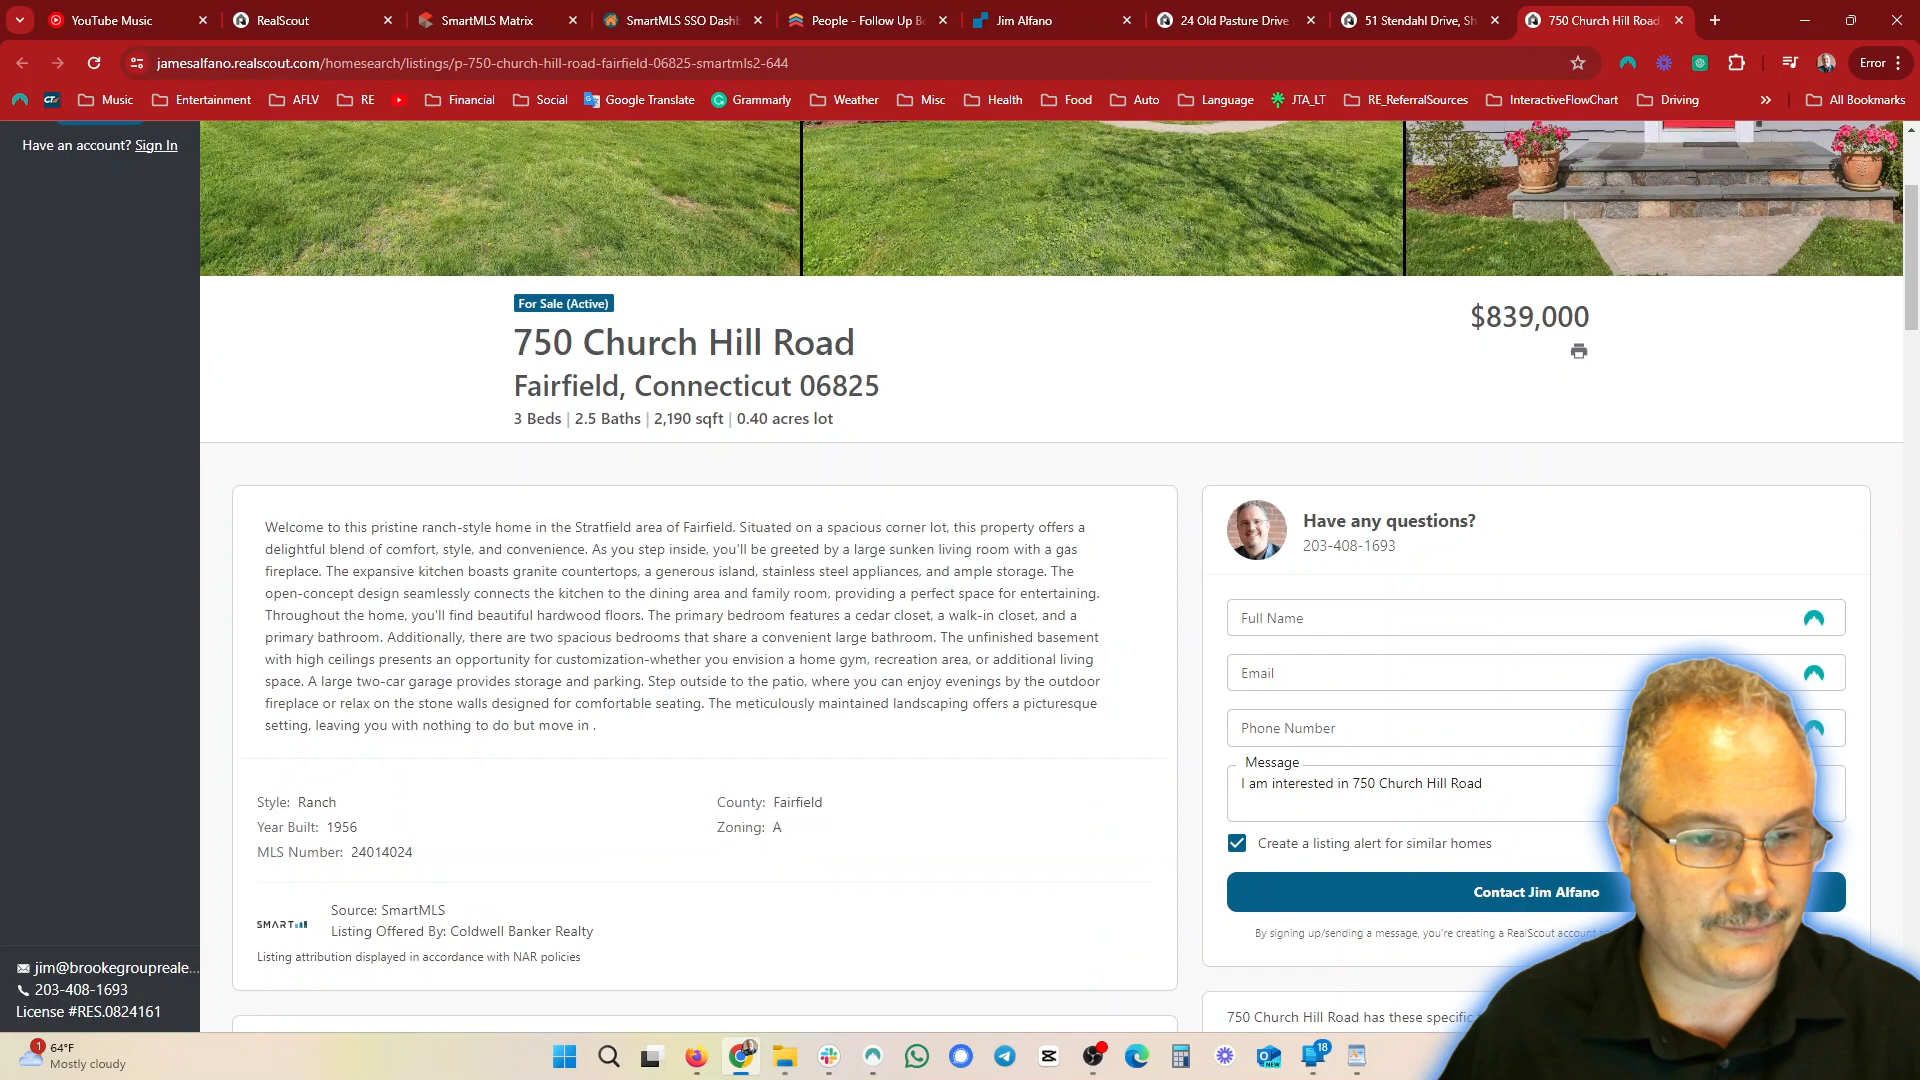 YouTube Music
RealScout
SmartMLS Matrix
SmartMLS SSO Dashb
People - Follow Up B
Jim Alfano
24 Old Pasture Drive
51 Stendahl Drive, Sh
750 Church Hill Road
jamesalfano.realscout.com/homesearch/listings/p-750-church-hill-road-fairfield-06825-smartmls2-644
Error
Music
Entertainment
AFLV
RE
Financial
Social
Google Translate
Grammarly
Weather
Misc
Health
Food
Auto
Language
JTA_LT
RE_ReferralSources
InteractiveFlowChart
Driving
All Bookmarks
Have an account? Sign In
For Sale (Active)
750 Church Hill Road
Fairfield, Connecticut 06825
3 Beds | 2.5 Baths | 2,190 sqft | 0.40 acres lot
$839,000
Welcome to this pristine ranch-style home in the Stratfield area of Fairfield. Situated on a spacious corner lot, this property offers a
delightful blend of comfort, style, and convenience. As you step inside, you'll be greeted by a large sunken living room with a gas
fireplace. The expansive kitchen boasts granite countertops, a generous island, stainless steel appliances, and ample storage. The
open-concept design seamlessly connects the kitchen to the dining area and family room, providing a perfect space for entertaining.
Throughout the home, you'll find beautiful hardwood floors. The primary bedroom features a cedar closet, a walk-in closet, and a
primary bathroom. Additionally, there are two spacious bedrooms that share a convenient large bathroom. The unfinished basement
with high ceilings presents an opportunity for customization-whether you envision a home gym, recreation area, or additional living
space. A large two-car garage provides storage and parking. Step outside to the patio, where you can enjoy evenings by the outdoor
fireplace or relax on the stone walls designed for comfortable seating. The meticulously maintained landscaping offers a picturesque
setting, leaving you with nothing to do but move in .
Style: Ranch
Year Built: 1956
MLS Number: 24014024
County: Fairfield
Zoning: A
SMART
Source: SmartMLS
Listing Offered By: Coldwell Banker Realty
Listing attribution displayed in accordance with NAR policies
Have any questions?
203-408-1693
Full Name
Email
Phone Number
Message
I am interested in 750 Church Hill Road
Create a listing alert for similar homes
Contact Jim Alfano
By signing up/sending a message, you're creating a RealScout account
750 Church Hill Road has these specific
jim@brookegroupreale...
203-408-1693
License #RES.0824161
1
64°F
Mostly cloudy
NEW
18